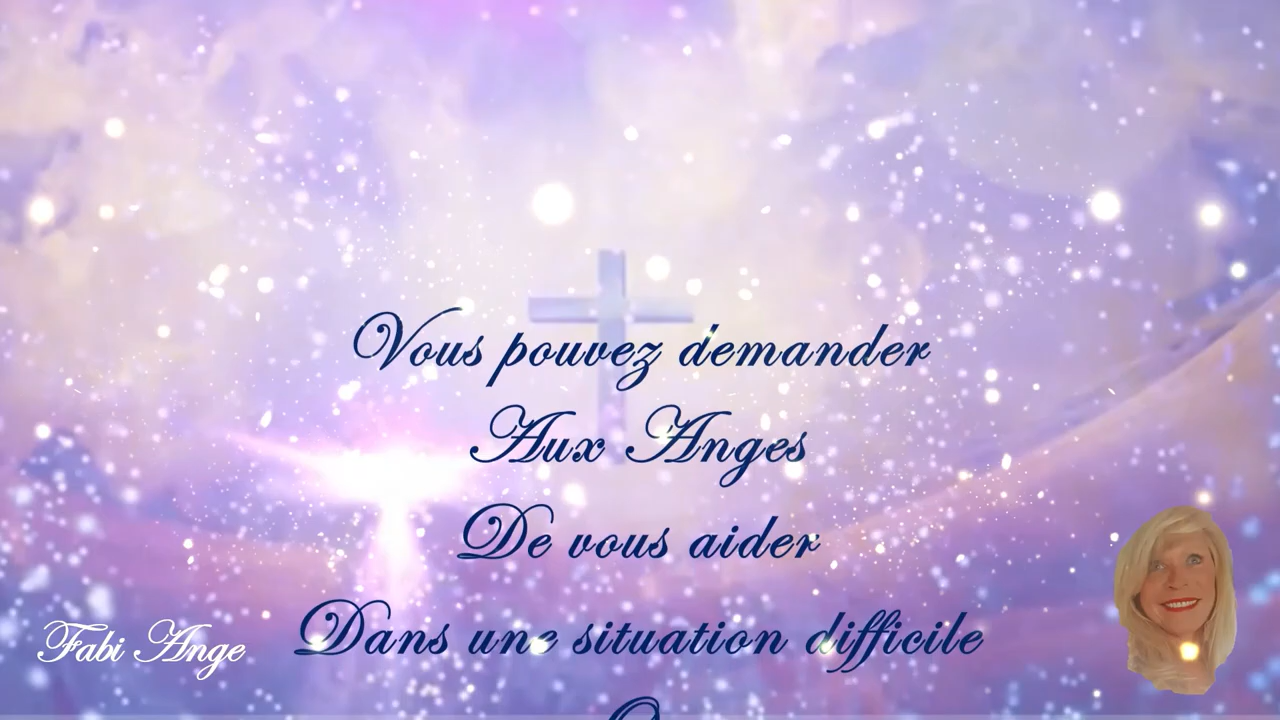 Vous pouvez demander
Aux Anges
De vous aider
Dans une situation difficile
Fabi Ange